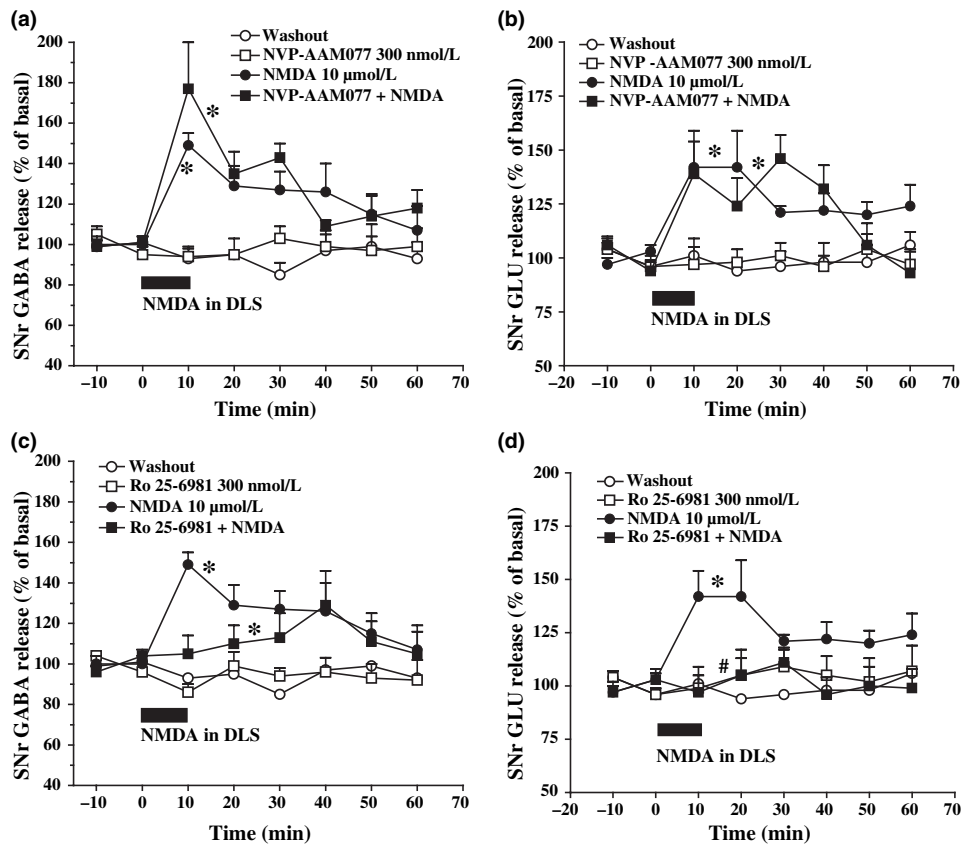 (a)
SNr GABA release (% of basal)
200
180
160
140
120
100
80
60
40
Washout
NVP-AAM077 300 nmol/L
NMDA 10 μmol/L
NVP-AAM077 + NMDA
*
*
NMDA in DLS
−10 0 10 20 30 40 50 60 70
Time (min)
(b)
SNr GLU release (% of basal)
200
175
150
125
100
75
50
Washout
NVP -AAM077 300 nmol/L
NMDA 10 μmol/L
NVP-AAM077 + NMDA
* *
NMDA in DLS
−20 −10 0 10 20 30 40 50 60 70
Time (min)
(c)
SNr GABA release (% of basal)
200
180
160
140
120
100
80
60
40
Washout
Ro 25-6981 300 nmol/L
NMDA 10 μmol/L
Ro 25-6981 + NMDA
*
*
NMDA in DLS
−10 0 10 20 30 40 50 60 70
Time (min)
(d)
SNr GLU release (% of basal)
200
175
150
125
100
75
50
Washout
Ro 25-6981 300 nmol/L
NMDA 10 μmol/L
Ro 25-6981 + NMDA
*
#
NMDA in DLS
−20 −10 0 10 20 30 40 50 60 70
Time (min)